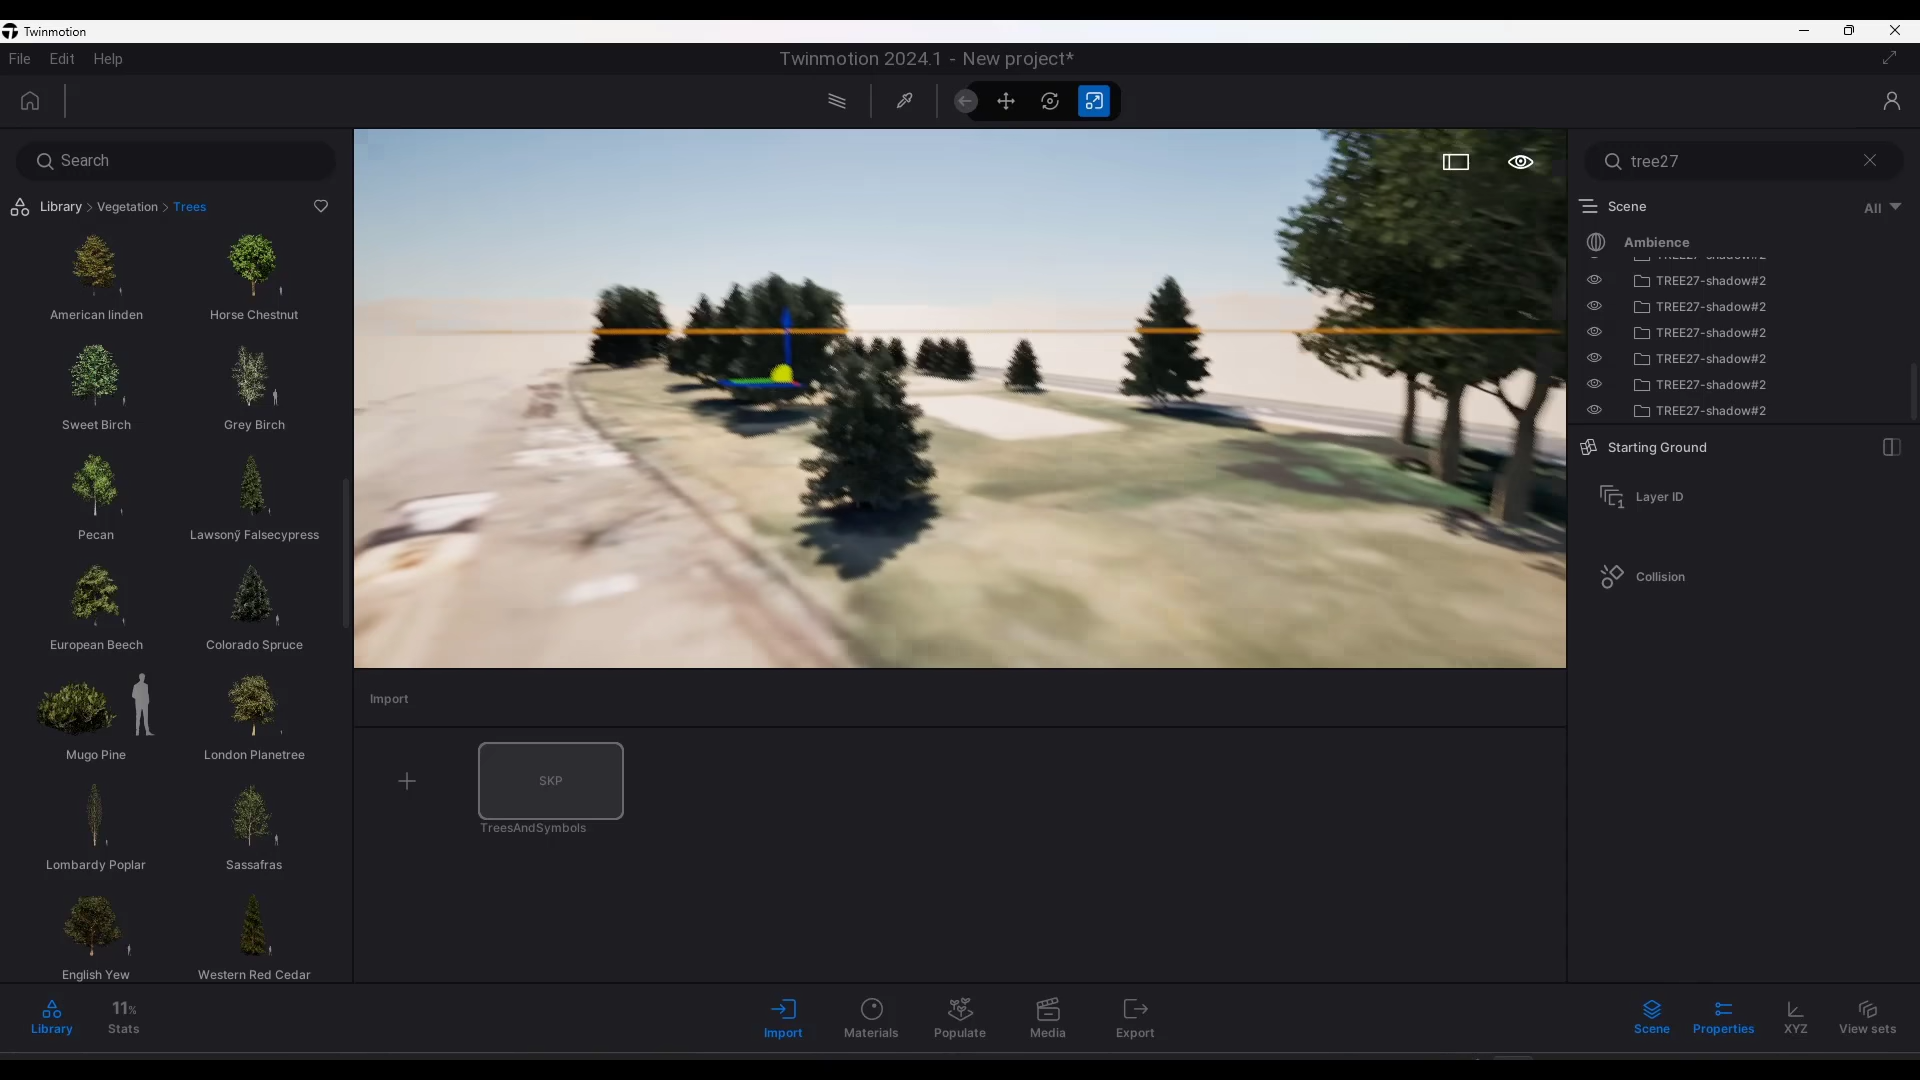 Twinmotion
File Edit Help
Twinmotion 2024.1 - New project*
Search
Library > Vegetation > Trees
American linden
Horse Chestnut
Sweet Birch
Grey Birch
Pecan
Lawsonÿ Falsecypress
European Beech
Colorado Spruce
Mugo Pine
London Planetree
Lombardy Poplar
Sassafras
English Yew
Western Red Cedar
tree27
Scene
All
Ambience
TREE27-shadow#2
TREE27-shadow#2
TREE27-shadow#2
TREE27-shadow#2
TREE27-shadow#2
TREE27-shadow#2
Starting Ground
Layer ID
Collision
Import
SKP
TreesAndSymbols
Library
11%
Stats
Import
Materials
Populate
Media
Export
Scene
Properties
XYZ
View sets